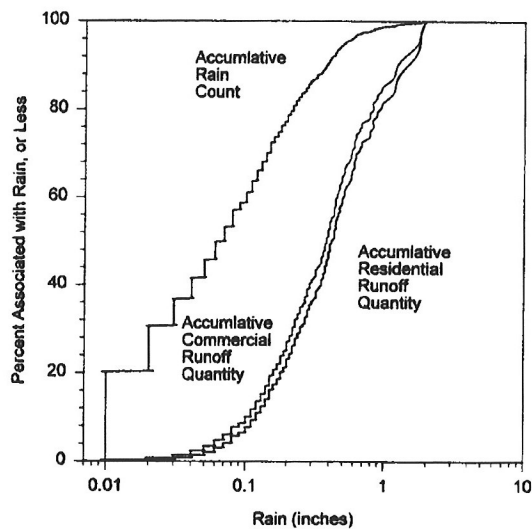 Percent Associated with Rain, or Less
100
80
60
40
20
0
Accumlative
Rain
Count
Accumlative
Residential
Runoff
Quantity
Accumlative
Commercial
Runoff
Quantity
0.01
0.1
1
10
Rain (inches)